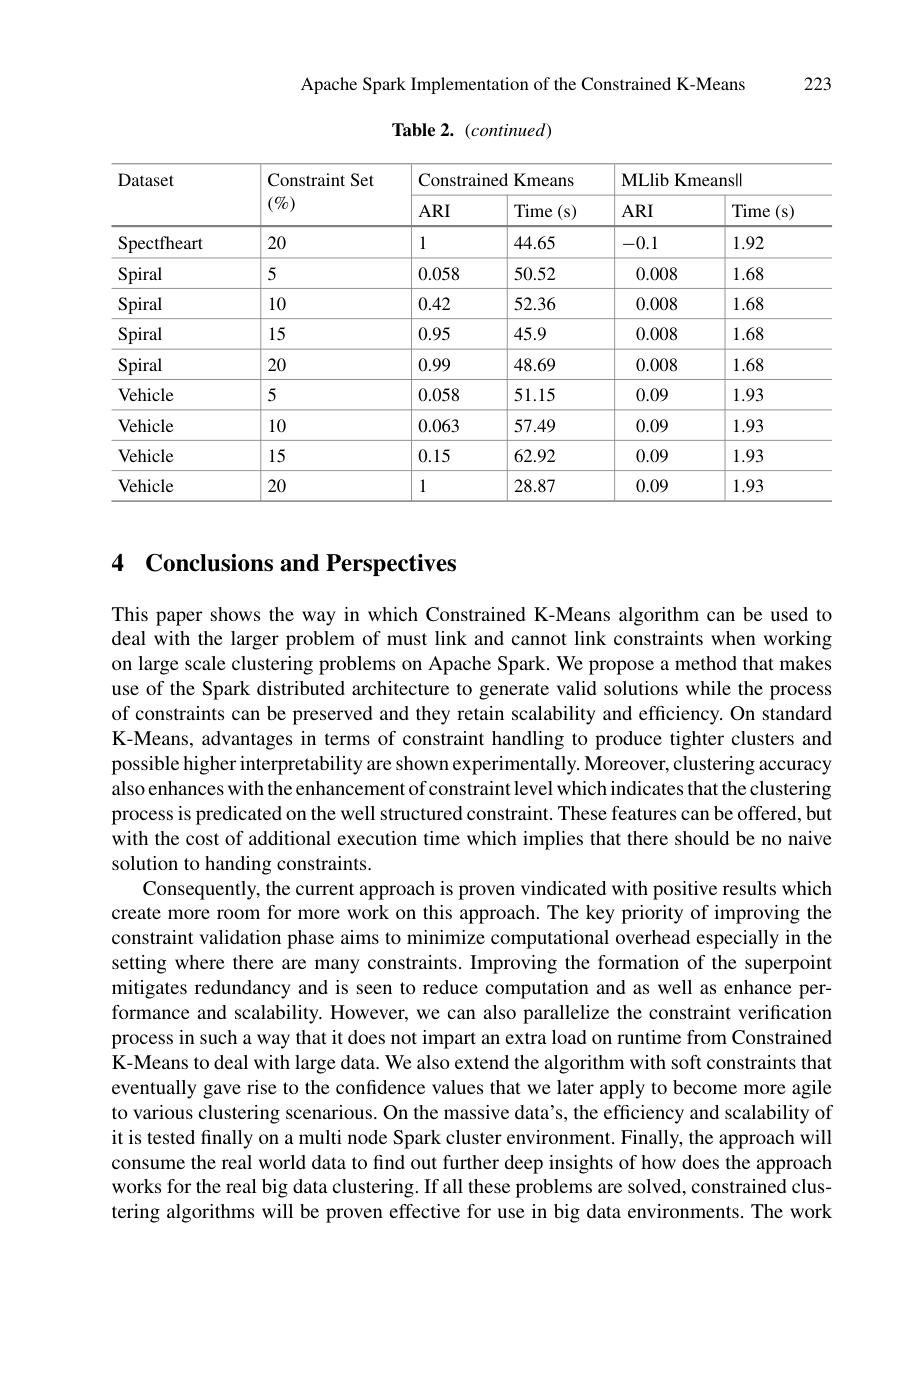 Apache Spark Implementation of the Constrained K-Means 223
Table 2. (continued)
Dataset Constraint Set (%) Constrained Kmeans MLlib Kmeans||
ARI Time (s) ARI Time (s)
Spectfheart 20 1 44.65 −0.1 1.92
Spiral 5 0.058 50.52 0.008 1.68
Spiral 10 0.42 52.36 0.008 1.68
Spiral 15 0.95 45.9 0.008 1.68
Spiral 20 0.99 48.69 0.008 1.68
Vehicle 5 0.058 51.15 0.09 1.93
Vehicle 10 0.063 57.49 0.09 1.93
Vehicle 15 0.15 62.92 0.09 1.93
Vehicle 20 1 28.87 0.09 1.93
4 Conclusions and Perspectives
This paper shows the way in which Constrained K-Means algorithm can be used to
deal with the larger problem of must link and cannot link constraints when working
on large scale clustering problems on Apache Spark. We propose a method that makes
use of the Spark distributed architecture to generate valid solutions while the process
of constraints can be preserved and they retain scalability and efficiency. On standard
K-Means, advantages in terms of constraint handling to produce tighter clusters and
possible higher interpretability are shown experimentally. Moreover, clustering accuracy
also enhances with the enhancement of constraint level which indicates that the clustering
process is predicated on the well structured constraint. These features can be offered, but
with the cost of additional execution time which implies that there should be no naive
solution to handing constraints.
Consequently, the current approach is proven vindicated with positive results which
create more room for more work on this approach. The key priority of improving the
constraint validation phase aims to minimize computational overhead especially in the
setting where there are many constraints. Improving the formation of the superpoint
mitigates redundancy and is seen to reduce computation and as well as enhance per-
formance and scalability. However, we can also parallelize the constraint verification
process in such a way that it does not impart an extra load on runtime from Constrained
K-Means to deal with large data. We also extend the algorithm with soft constraints that
eventually gave rise to the confidence values that we later apply to become more agile
to various clustering scenarious. On the massive data’s, the efficiency and scalability of
it is tested finally on a multi node Spark cluster environment. Finally, the approach will
consume the real world data to find out further deep insights of how does the approach
works for the real big data clustering. If all these problems are solved, constrained clus-
tering algorithms will be proven effective for use in big data environments. The work